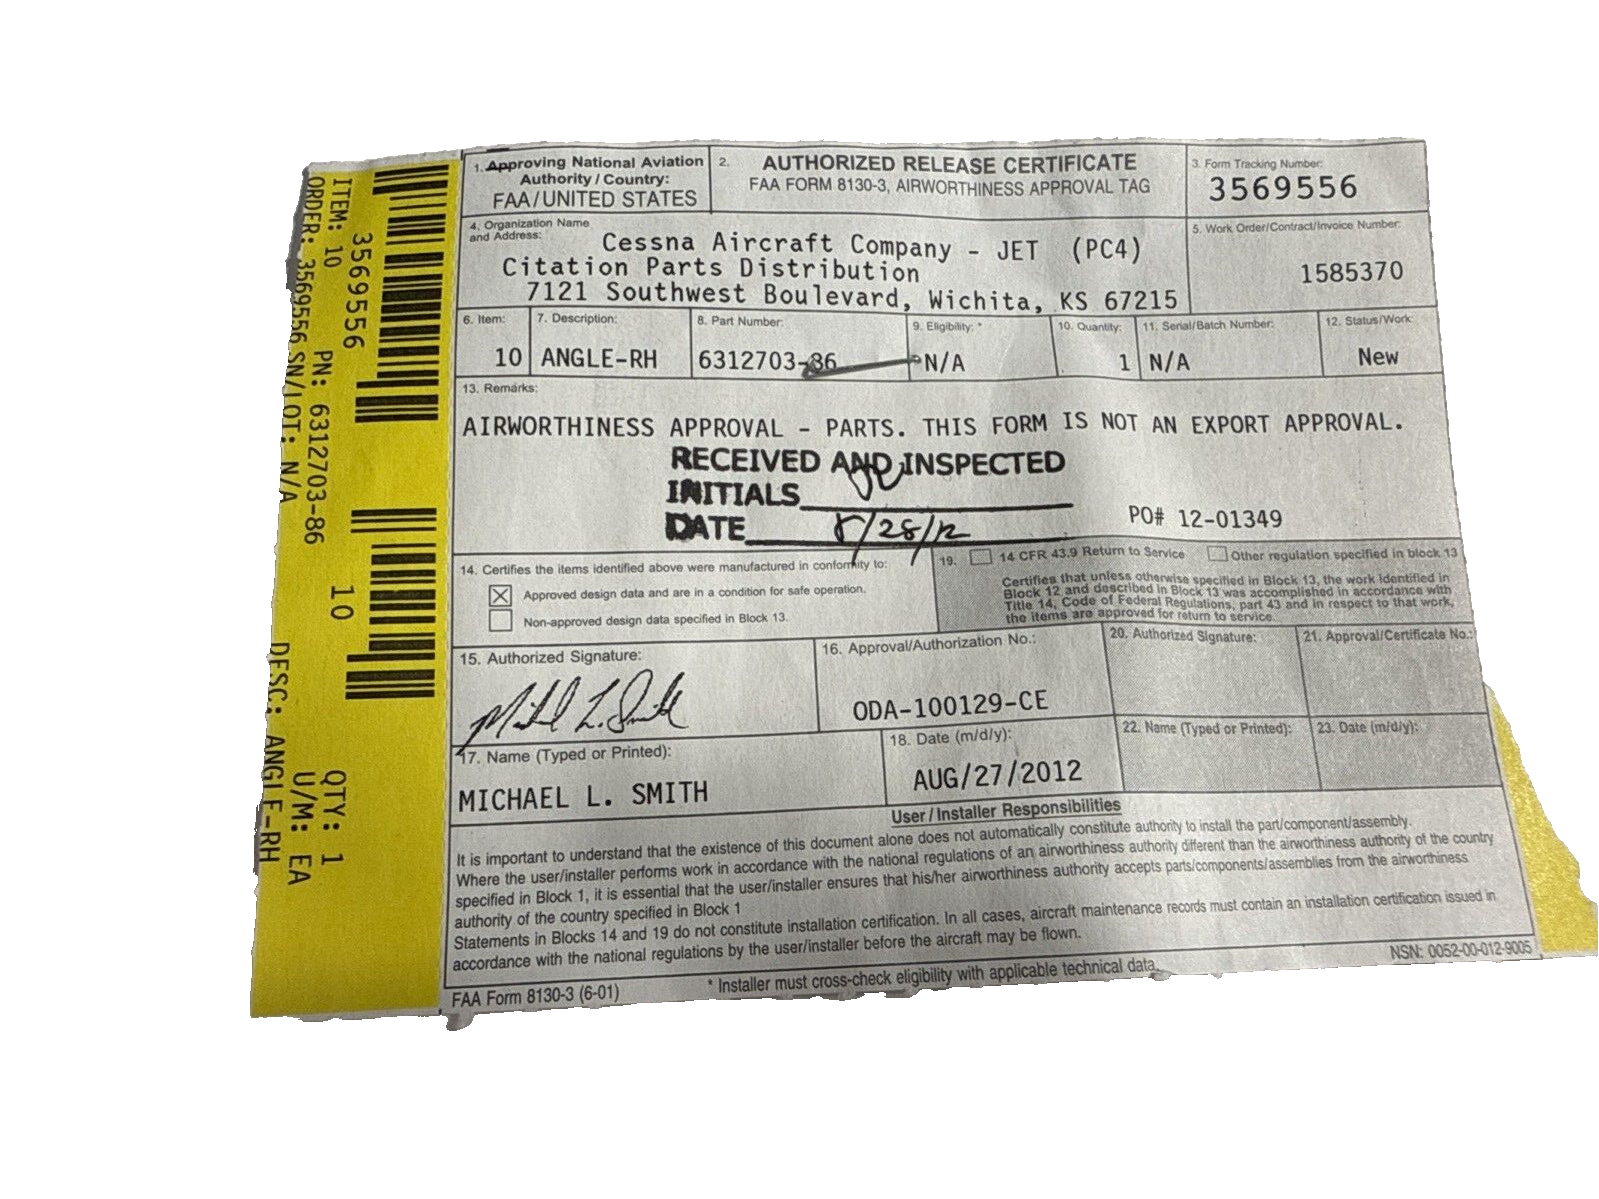 ITEM: 10
ORDER: 3569556
3569556
PN: 6312703-86
SN/LOT: N/A
10
DESC: ANGLE-RH
QTY: 1
U/M: EA
1. Approving National Aviation
Authority / Country:
FAA/UNITED STATES
2.
AUTHORIZED RELEASE CERTIFICATE
FAA FORM 8130-3, AIRWORTHINESS APPROVAL TAG
3. Form Tracking Number:
3569556
4. Organization Name
and Address:
Cessna Aircraft Company - JET (PC4)
Citation Parts Distribution
7121 Southwest Boulevard, Wichita, KS 67215
5. Work Order/Contract/Invoice Number:
1585370
6. Item:
10
7. Description:
ANGLE-RH
8. Part Number:
6312703-86
9. Eligibility: *
N/A
10. Quantity:
1
11. Serial/Batch Number:
N/A
12. Status/Work:
New
13. Remarks:
AIRWORTHINESS APPROVAL - PARTS. THIS FORM IS NOT AN EXPORT APPROVAL.
RECEIVED AND INSPECTED
INITIALS
DATE 8/28/12
PO# 12-01349
14. Certifies the items identified above were manufactured in conformity to:
Approved design data and are in a condition for safe operation.
Non-approved design data specified in Block 13.
19. 14 CFR 43.9 Return to Service Other regulation specified in block 13
Certifies that unless otherwise specified in Block 13, the work identified in
Block 12 and described in Block 13 was accomplished in accordance with
Title 14, Code of Federal Regulations, part 43 and in respect to that work,
the items are approved for return to service.
15. Authorized Signature:
Michael L. Smith
16. Approval/Authorization No.:
ODA-100129-CE
20. Authorized Signature:
21. Approval/Certificate No.:
17. Name (Typed or Printed):
MICHAEL L. SMITH
18. Date (m/d/y):
AUG/27/2012
22. Name (Typed or Printed):
23. Date (m/d/y):
User / Installer Responsibilities
It is important to understand that the existence of this document alone does not automatically constitute authority to install the part/component/assembly.
Where the user/installer performs work in accordance with the national regulations of an airworthiness authority different than the airworthiness authority of the country
specified in Block 1, it is essential that the user/installer ensures that his/her airworthiness authority accepts parts/components/assemblies from the airworthiness
authority of the country specified in Block 1
Statements in Blocks 14 and 19 do not constitute installation certification. In all cases, aircraft maintenance records must contain an installation certification issued in
accordance with the national regulations by the user/installer before the aircraft may be flown.
FAA Form 8130-3 (6-01)
* Installer must cross-check eligibility with applicable technical data.
NSN: 0052-00-012-9005